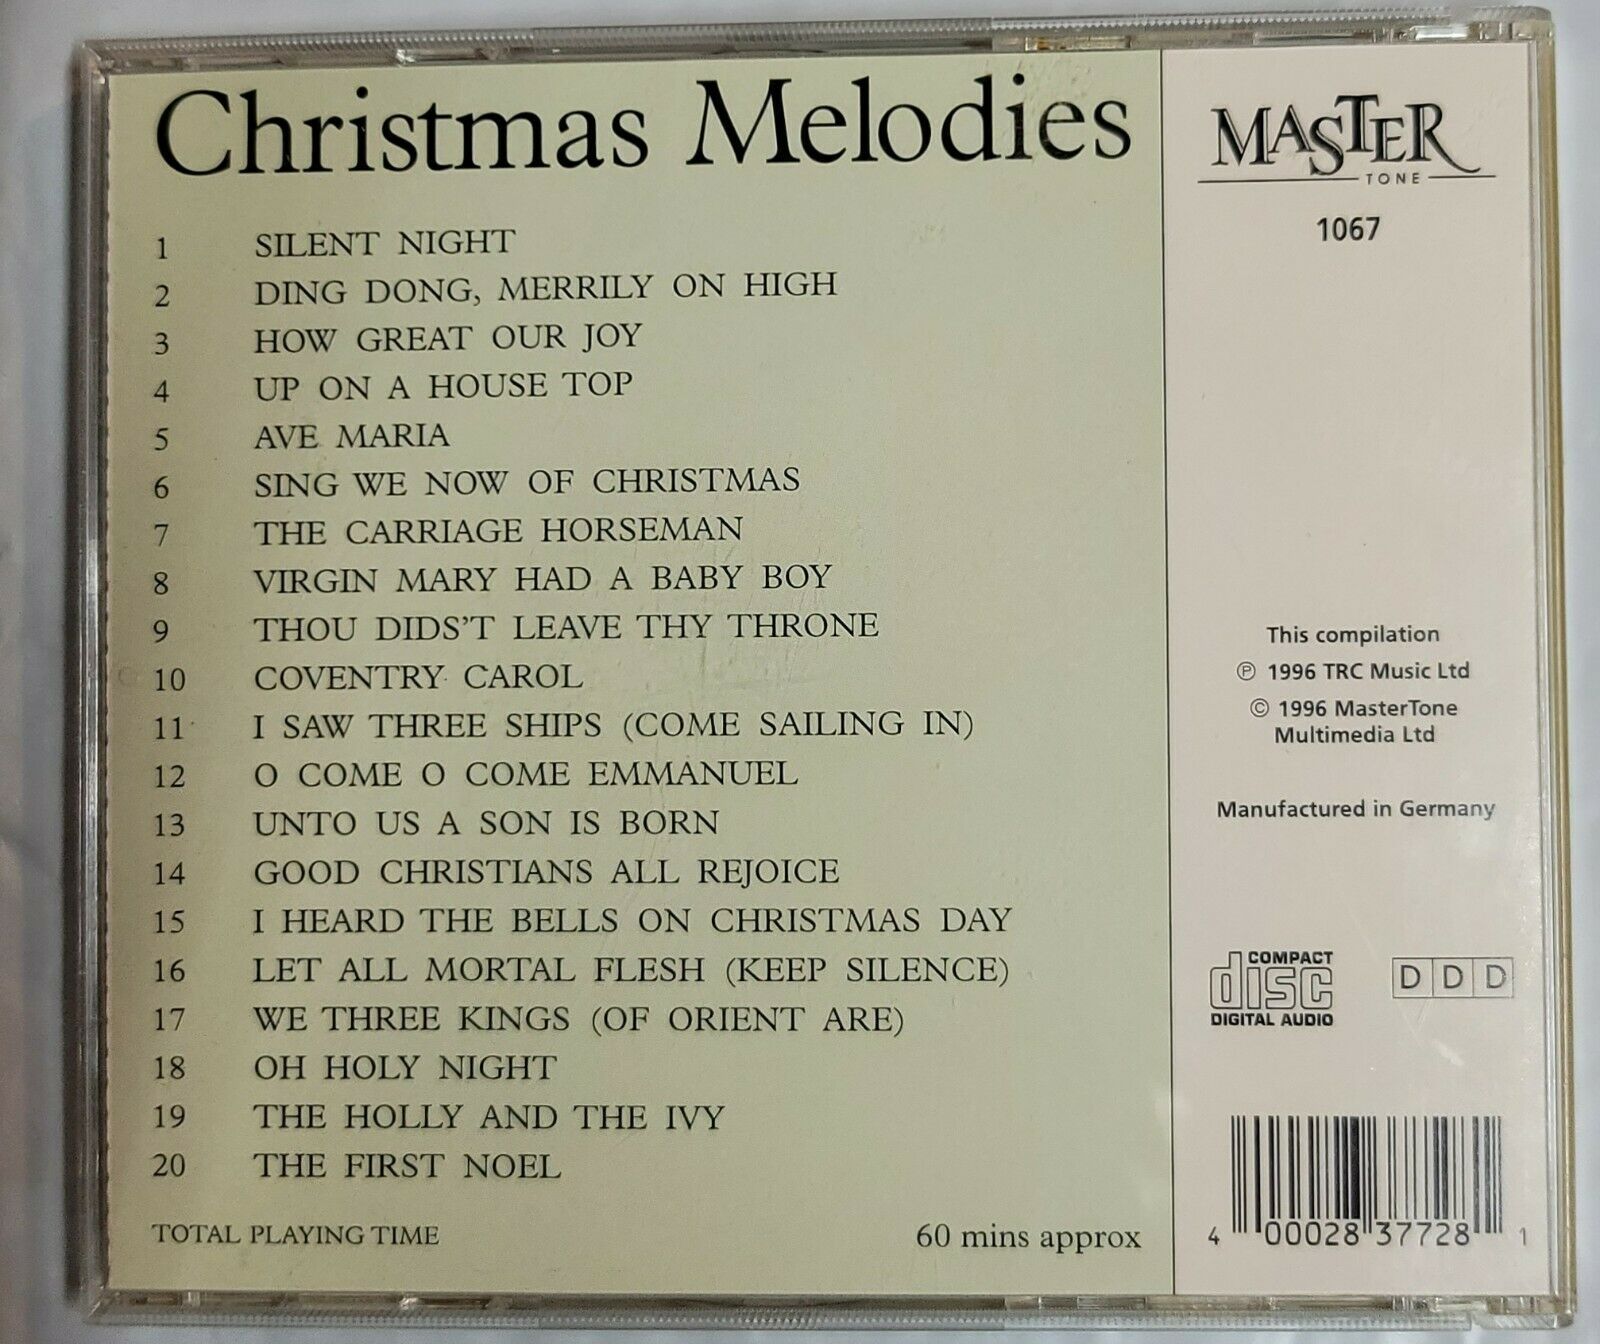 Christmas Melodies
1 SILENT NIGHT
2 DING DONG, MERRILY ON HIGH
3 HOW GREAT OUR JOY
4 UP ON A HOUSE TOP
5 AVE MARIA
6 SING WE NOW OF CHRISTMAS
7 THE CARRIAGE HORSEMAN
8 VIRGIN MARY HAD A BABY BOY
9 THOU DIDS'T LEAVE THY THRONE
10 COVENTRY CAROL
11 I SAW THREE SHIPS (COME SAILING IN)
12 O COME O COME EMMANUEL
13 UNTO US A SON IS BORN
14 GOOD CHRISTIANS ALL REJOICE
15 I HEARD THE BELLS ON CHRISTMAS DAY
16 LET ALL MORTAL FLESH (KEEP SILENCE)
17 WE THREE KINGS (OF ORIENT ARE)
18 OH HOLY NIGHT
19 THE HOLLY AND THE IVY
20 THE FIRST NOEL
TOTAL PLAYING TIME 60 mins approx
MASTER
TONE
1067
This compilation
℗ 1996 TRC Music Ltd
© 1996 MasterTone
Multimedia Ltd
Manufactured in Germany
COMPACT
disc
DIGITAL AUDIO
DDD
4 00028 37728 1